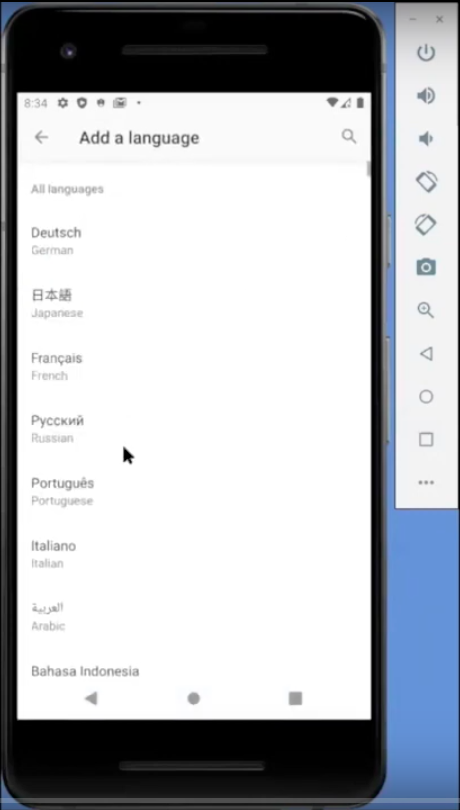 8:34
Add a language
All languages
Deutsch
German
日本語
Japanese
Français
French
Русский
Russian
Português
Portuguese
Italiano
Italian
العربية
Arabic
Bahasa Indonesia